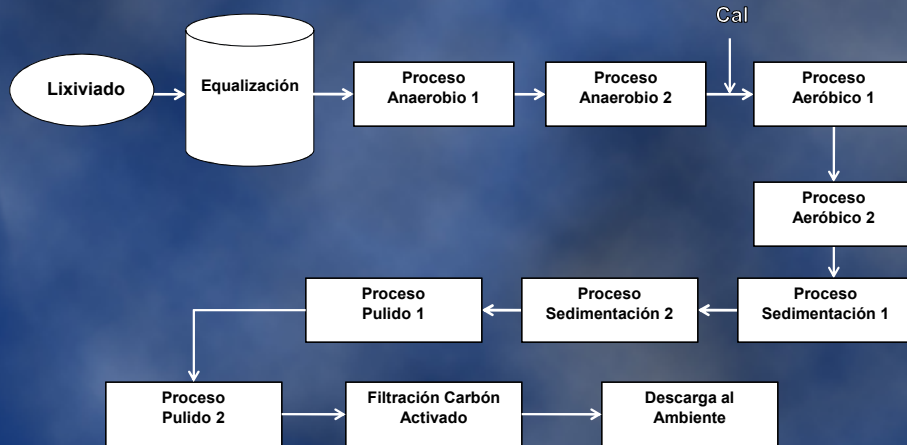 Cal
Lixiviado
Equalización
Proceso
Anaerobio 1
Proceso
Anaerobio 2
Proceso
Aeróbico 1
Proceso
Aeróbico 2
Proceso
Sedimentación 1
Proceso
Sedimentación 2
Proceso
Pulido 1
Proceso
Pulido 2
Filtración Carbón
Activado
Descarga al
Ambiente